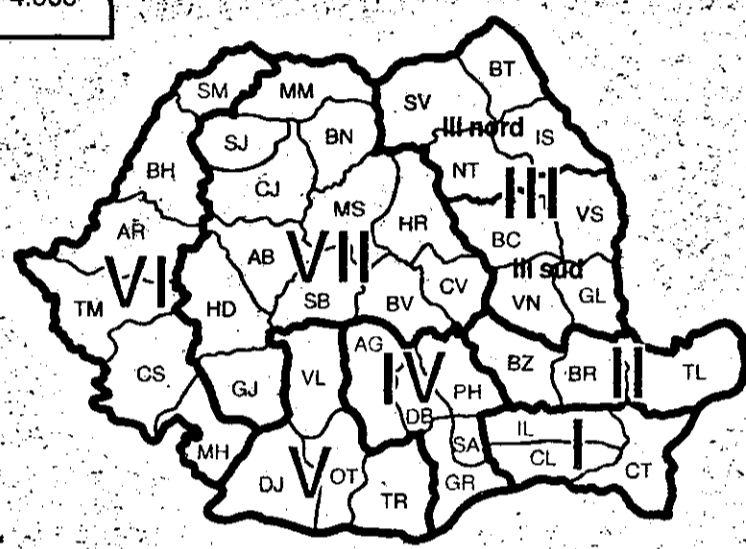 BT
SM
MM
SV
III nord
IS
SJ
BN
NT
BH
CJ
III
MS
HR
VS
AR
BC
AB
VII
III sud
VI
CV
TM
HD
SB
BV
VN
GL
AG
BZ
BR
II
TL
CS
GJ
VL
IV
PH
DB
IL
I
MH
SA
CL
CT
V
DJ
OT
TR
GR